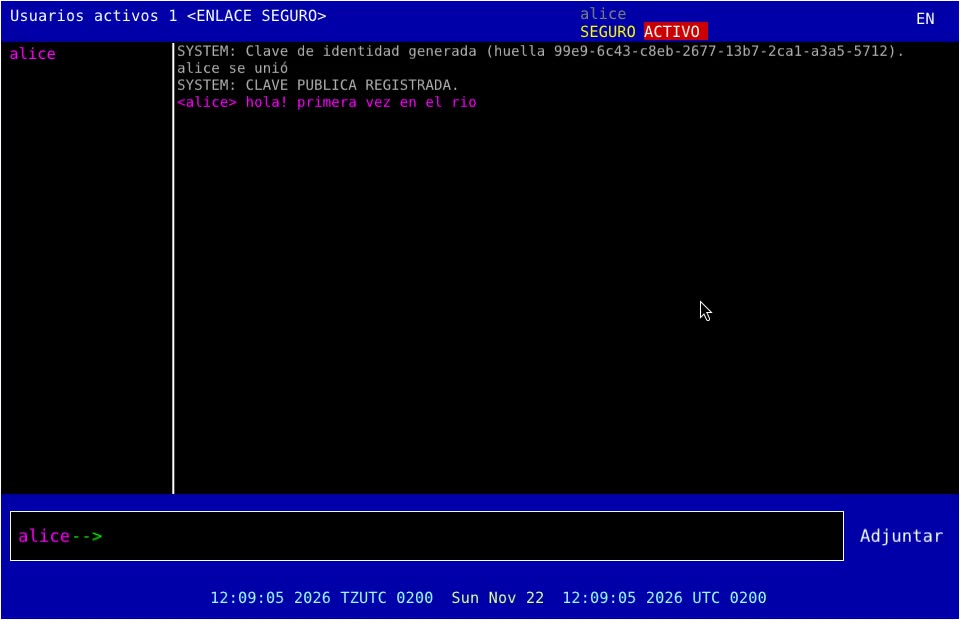 Usuarios activos 1 <ENLACE SEGURO>
alice
SEGURO ACTIVO
EN
alice
SYSTEM: Clave de identidad generada (huella 99e9-6c43-c8eb-2677-13b7-2ca1-a3a5-5712).
alice se unió
SYSTEM: CLAVE PUBLICA REGISTRADA.
<alice> hola! primera vez en el rio
alice-->
Adjuntar
12:09:05 2026 TZUTC 0200 Sun Nov 22 12:09:05 2026 UTC 0200